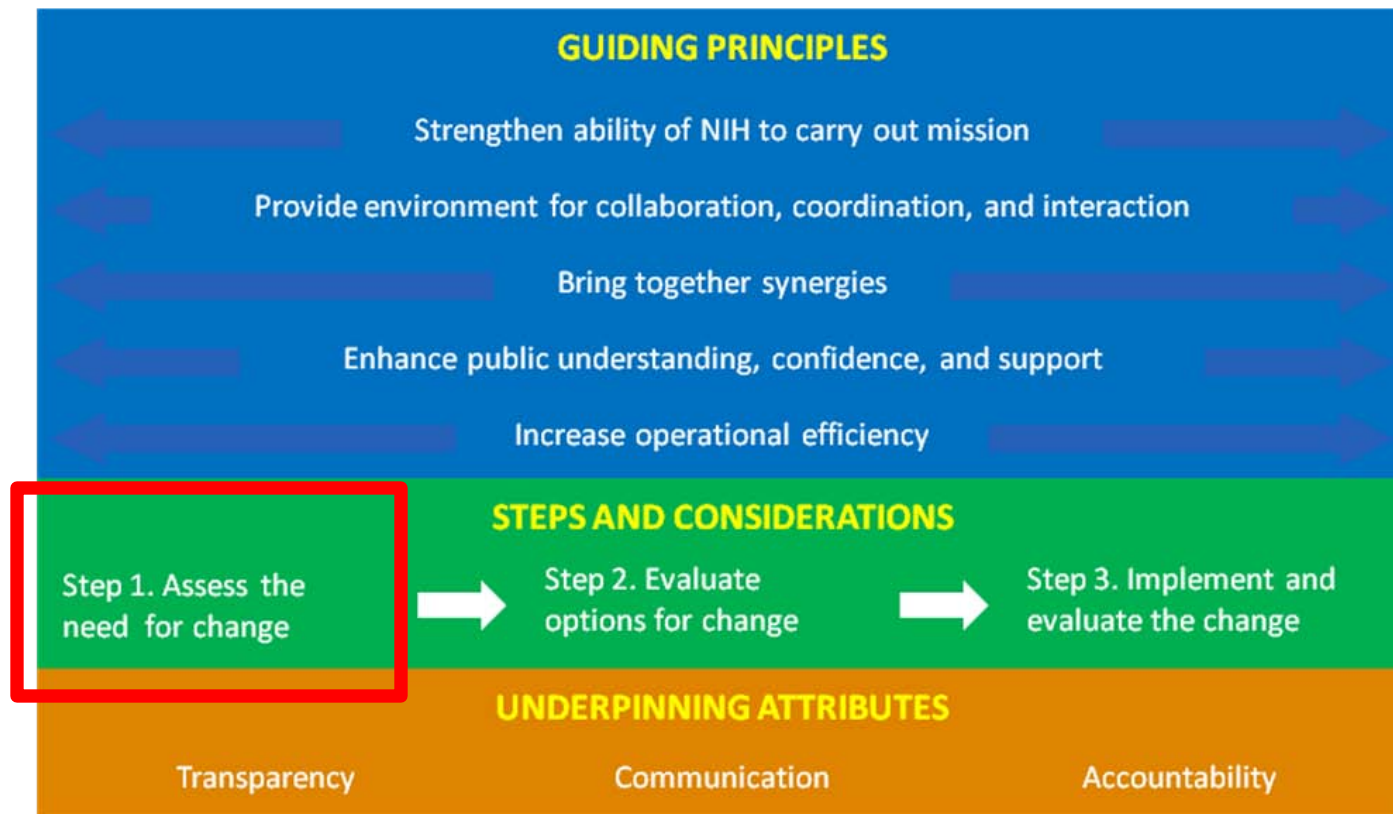 GUIDING PRINCIPLES
Strengthen ability of NIH to carry out mission
Provide environment for collaboration, coordination, and interaction
Bring together synergies
Enhance public understanding, confidence, and support
Increase operational efficiency
STEPS AND CONSIDERATIONS
Step 1. Assess the
need for change
Step 2. Evaluate
options for change
Step 3. Implement and
evaluate the change
UNDERPINNING ATTRIBUTES
Transparency
Communication
Accountability